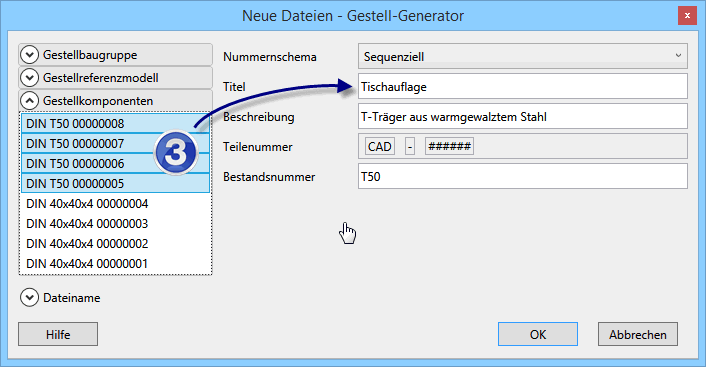 Neue Dateien - Gestell-Generator
x
Gestellbaugruppe
Gestellreferenzmodell
Gestellkomponenten
DIN T50 00000008
DIN T50 00000007
DIN T50 00000006
DIN T50 00000005
DIN 40x40x4 00000004
DIN 40x40x4 00000003
DIN 40x40x4 00000002
DIN 40x40x4 00000001
Dateiname
3
Nummernschema Sequenziell
Titel Tischauflage
Beschreibung T-Träger aus warmgewalztem Stahl
Teilenummer CAD - ######
Bestandsnummer T50
Hilfe OK Abbrechen